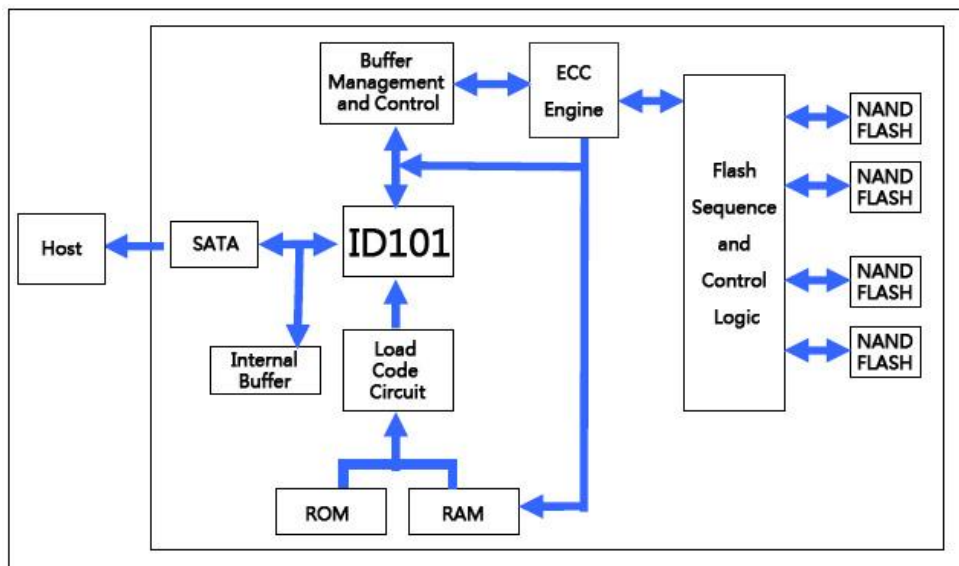 Buffer
Management
and Control
ECC
Engine
NAND
FLASH
NAND
FLASH
Flash
Sequence
and
Control
Logic
Host
SATA
ID101
NAND
FLASH
NAND
FLASH
Internal
Buffer
Load
Code
Circuit
ROM
RAM